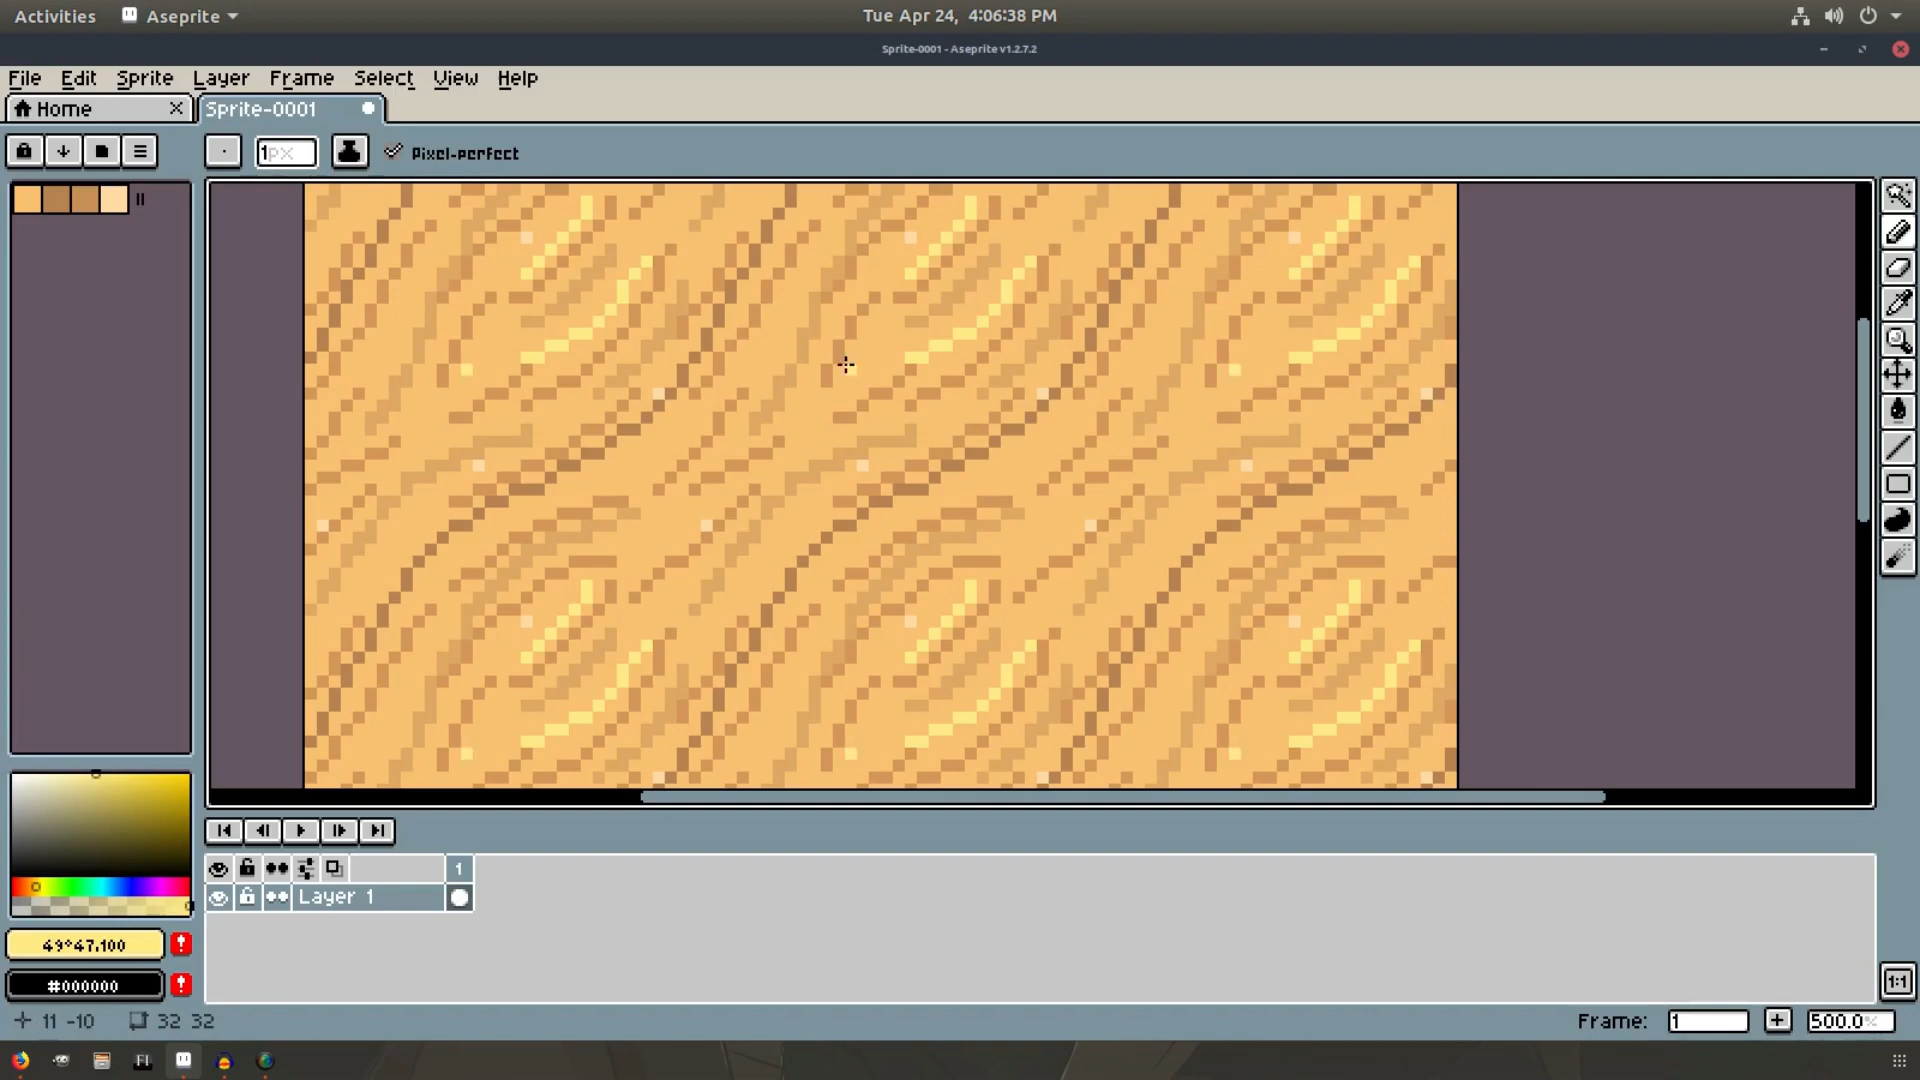 Activities
Aseprite
Tue Apr 24, 4:06:38 PM
Sprite-0001 - Aseprite v1.2.7.2
File Edit Sprite Layer Frame Select View Help
Home
Sprite-0001
1px
Pixel-perfect
1
Layer 1
49°47,100
#000000
11 -10
32 32
Frame:
1
500.0%
1:1